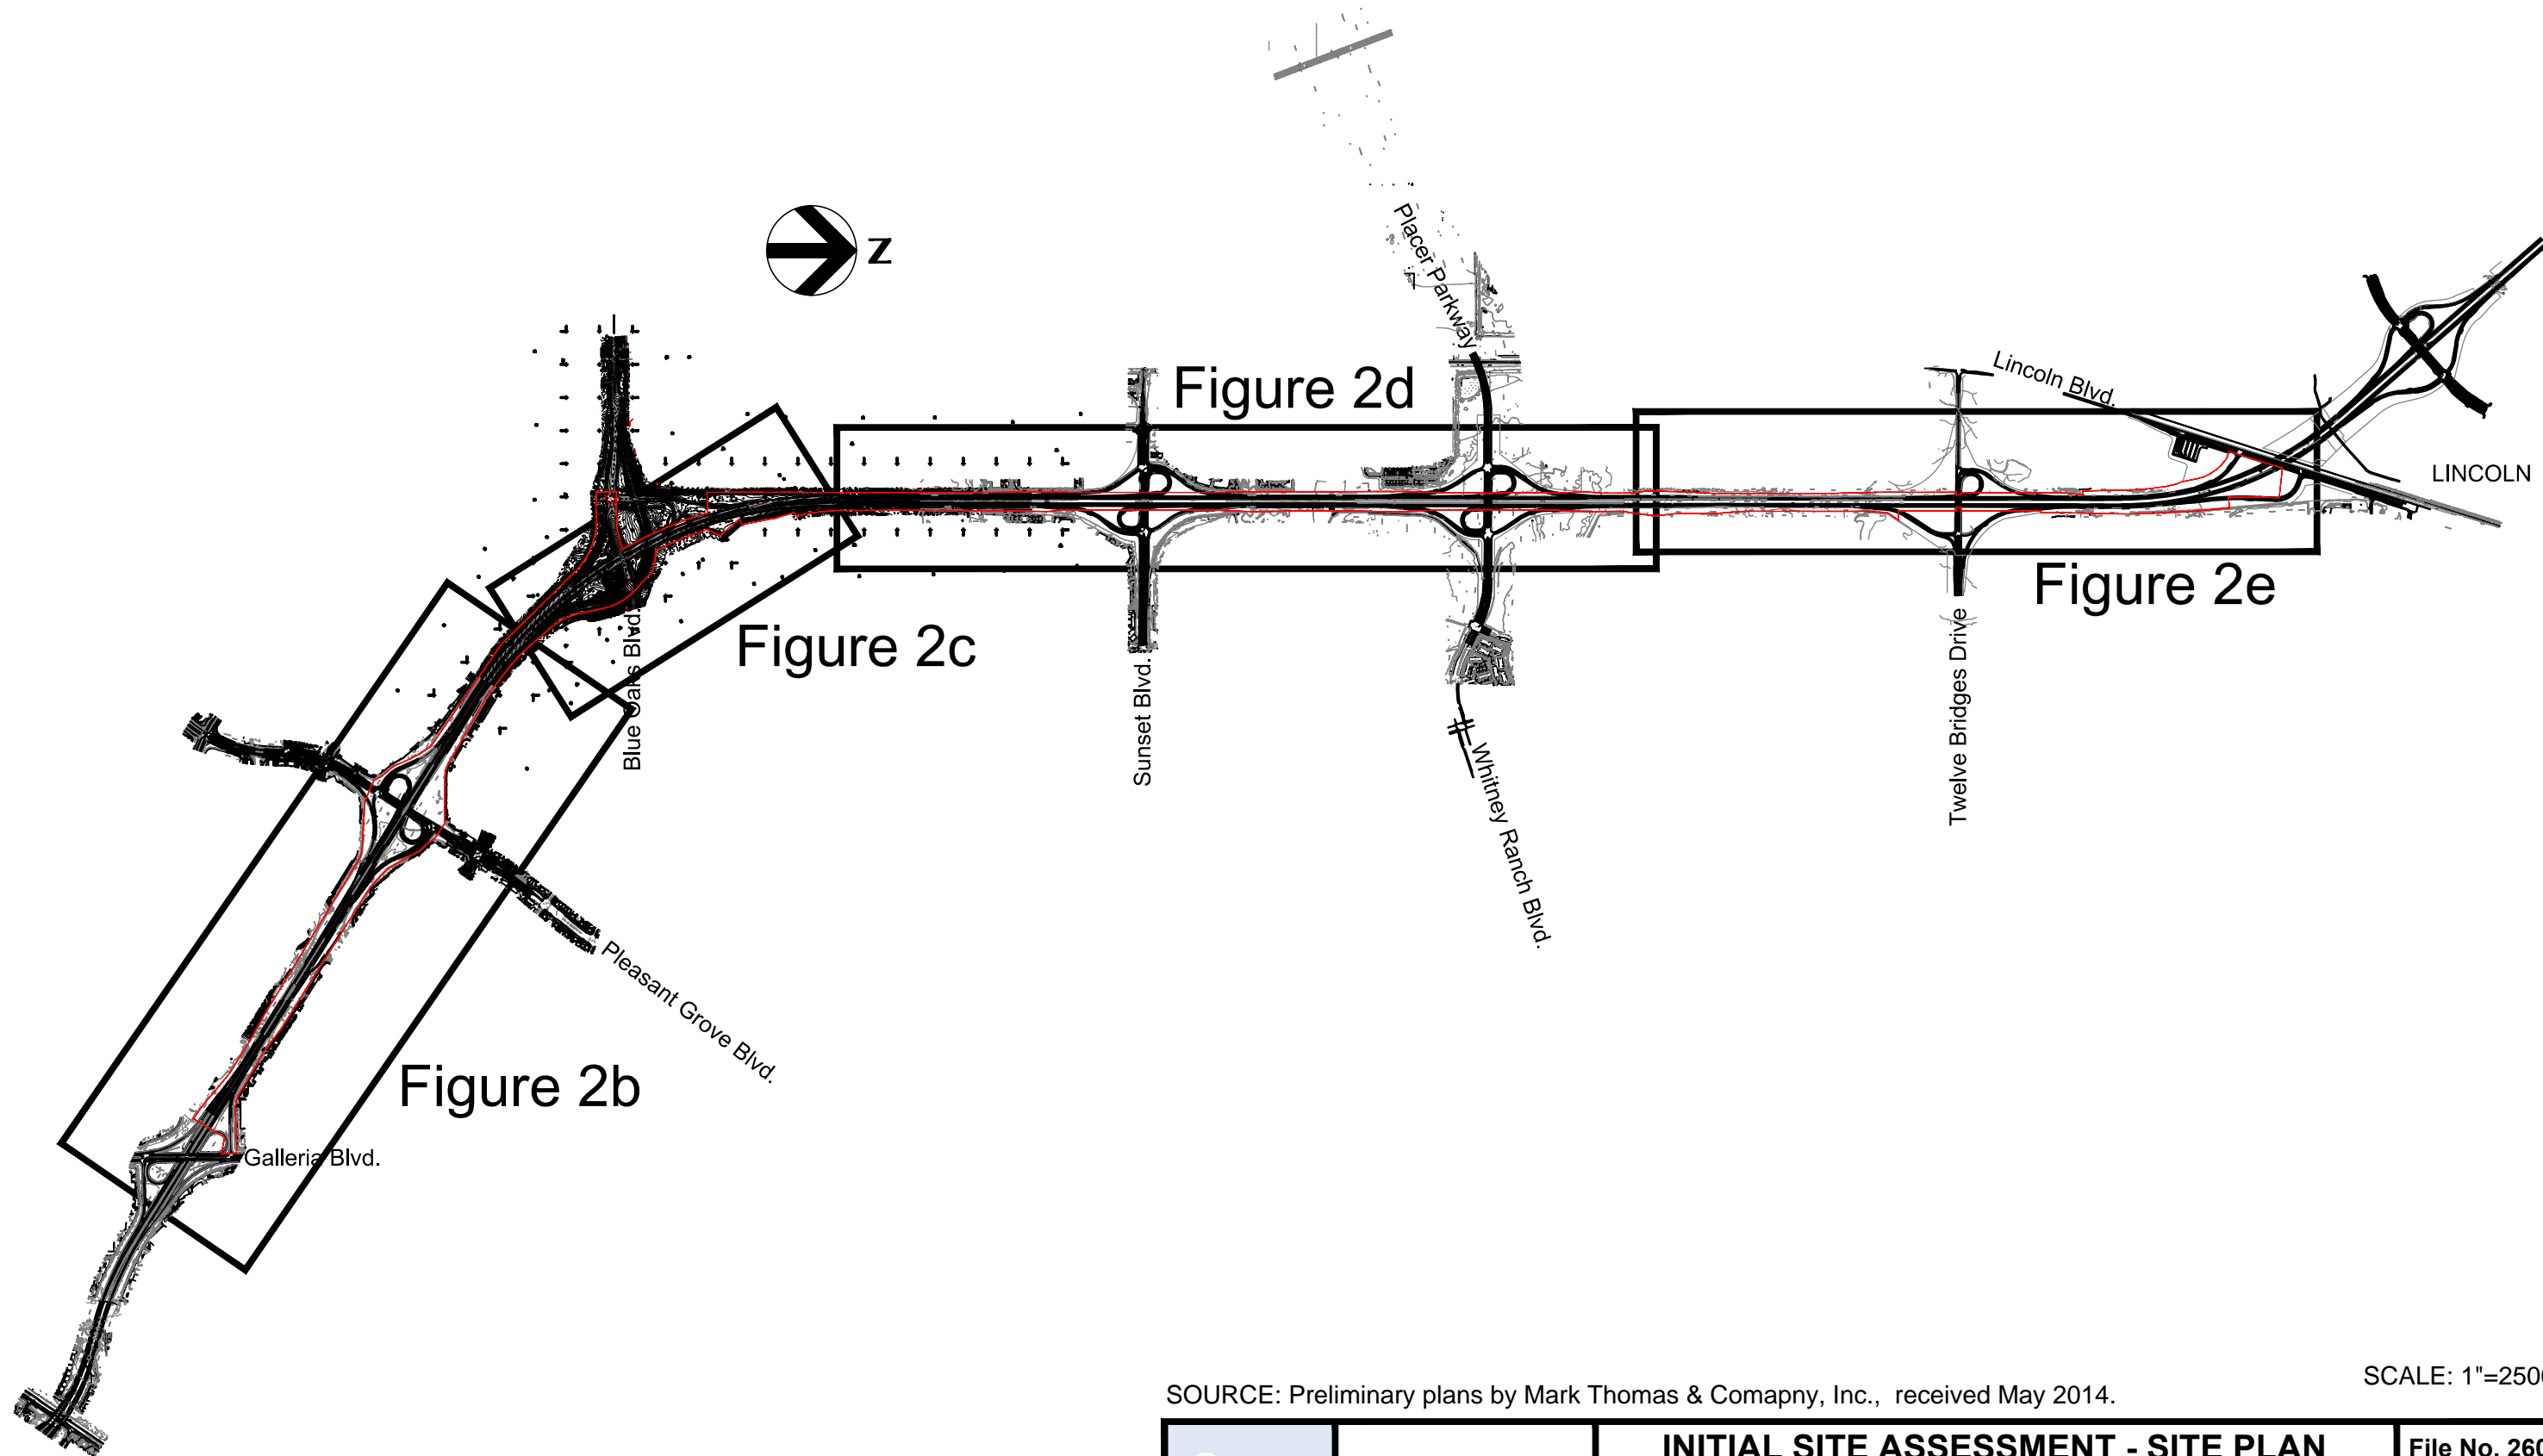 Z
Placer Parkway
Figure 2d
Lincoln Blvd.
LINCOLN
Figure 2e
Figure 2c
Blue Oaks Blvd.
Sunset Blvd.
Twelve Bridges Drive
Whitney Ranch Blvd.
Pleasant Grove Blvd.
Figure 2b
Galleria Blvd.
SCALE: 1"=250
SOURCE: Preliminary plans by Mark Thomas & Comapny, Inc., received May 2014.
INITIAL SITE ASSESSMENT - SITE PLAN
File No. 26